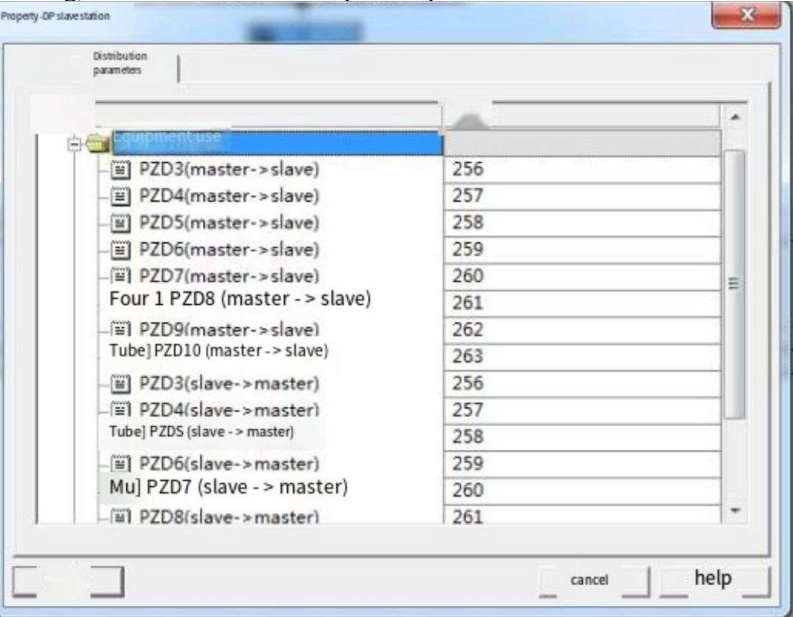 Property-DP slave station
Distribution
parameters
Equipment use
PZD3(master->slave) 256
PZD4(master->slave) 257
PZD5(master->slave) 258
PZD6(master->slave) 259
PZD7(master->slave) 260
Four 1 PZD8 (master - > slave) 261
PZD9(master->slave) 262
Tube] PZD10 (master - > slave) 263
PZD3(slave->master) 256
PZD4(slave->master) 257
Tube] PZDS (slave - > master) 258
PZD6(slave->master) 259
Mu] PZD7 (slave - > master) 260
PZD8(slave->master) 261
cancel help